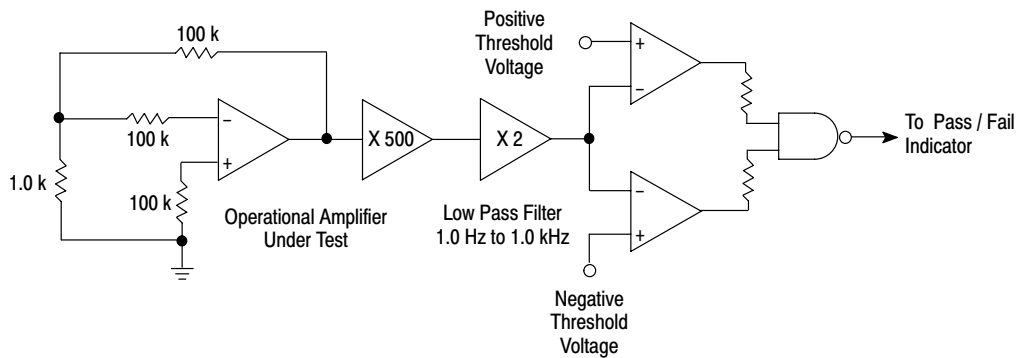 100 k
Positive
Threshold
Voltage
+
−
100 k
−
+
X 500
X 2
To Pass / Fail
Indicator
1.0 k
100 k
Operational Amplifier
Under Test
Low Pass Filter
1.0 Hz to 1.0 kHz
−
+
Negative
Threshold
Voltage